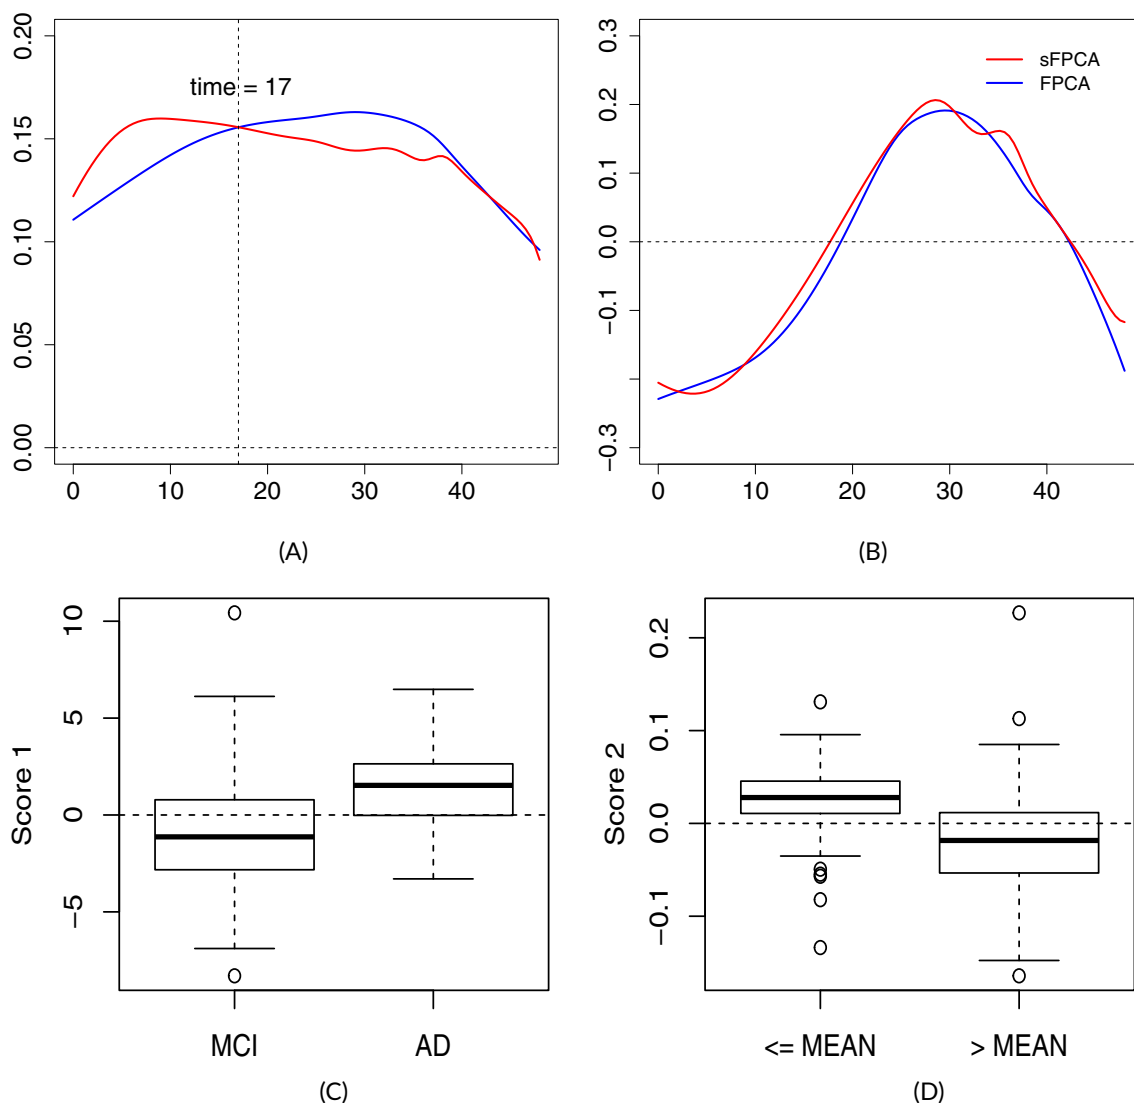 0.20
0.15
0.10
0.05
0.00
time = 17
0 10 20 30 40
(A)
0.3
0.2
0.1
0.0
−0.1
−0.3
sFPCA
FPCA
0 10 20 30 40
(B)
Score 1
10
5
0
−5
MCI AD
(C)
Score 2
0.2
0.1
0.0
−0.1
<= MEAN > MEAN
(D)